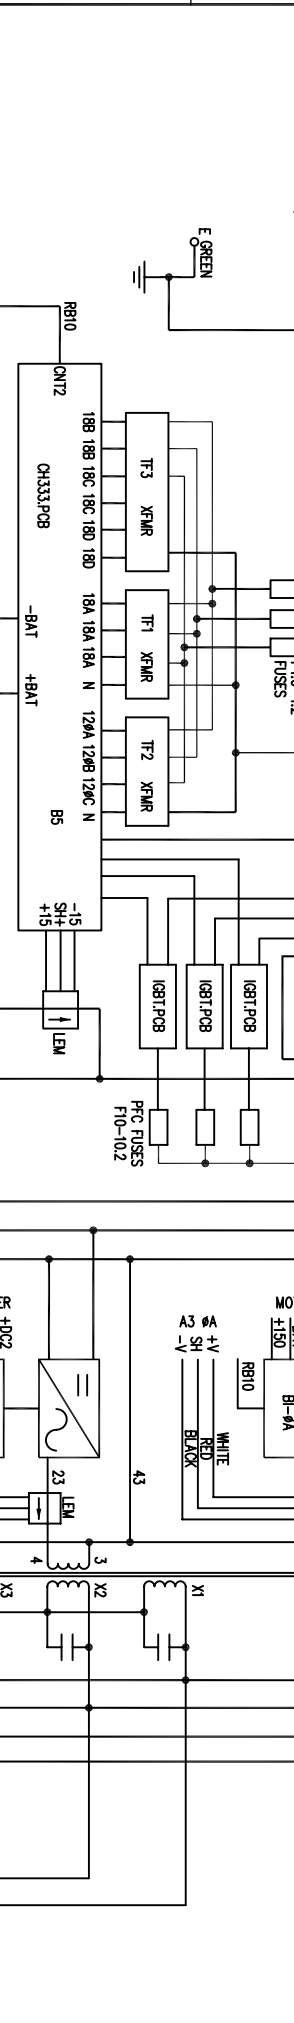 E GREEN
RB10
CNT2
CH333.PCB
18B
18B
18C
18C
18D
18D
TF3 XFMR
18A
18A
18A
N
TF1 XFMR
-BAT
+BAT
12ØA
12ØB
12ØC
N
TF2 XFMR
B5
FUSES
-15
SH+
+15
LEM
IGBT.PCB
IGBT.PCB
IGBT.PCB
PFC FUSES
F10-10.2
+DC2
A3 ØA
+V
SH
-V
WHITE
RED
BLACK
+150
RB10
BI-ØA
23
LEM
43
4
3
X3
X2
X1